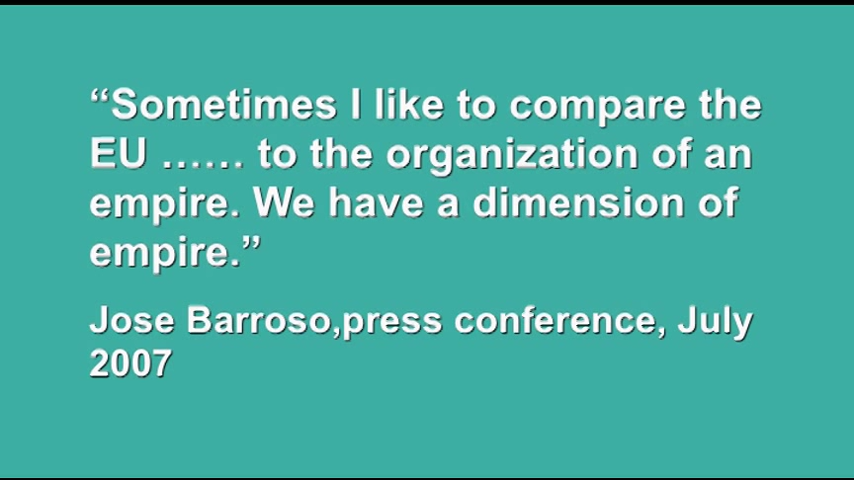 “Sometimes I like to compare the
EU …… to the organization of an
empire. We have a dimension of
empire.”
Jose Barroso,press conference, July
2007